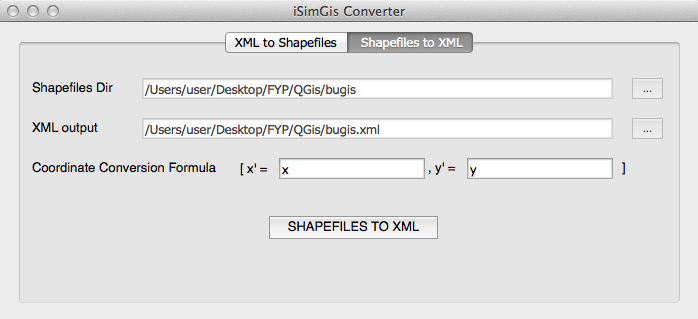 iSimGis Converter
XML to Shapefiles Shapefiles to XML
Shapefiles Dir /Users/user/Desktop/FYP/QGis/bugis ...
XML output /Users/user/Desktop/FYP/QGis/bugis.xml ...
Coordinate Conversion Formula [ x' = x , y' = y ]
SHAPEFILES TO XML